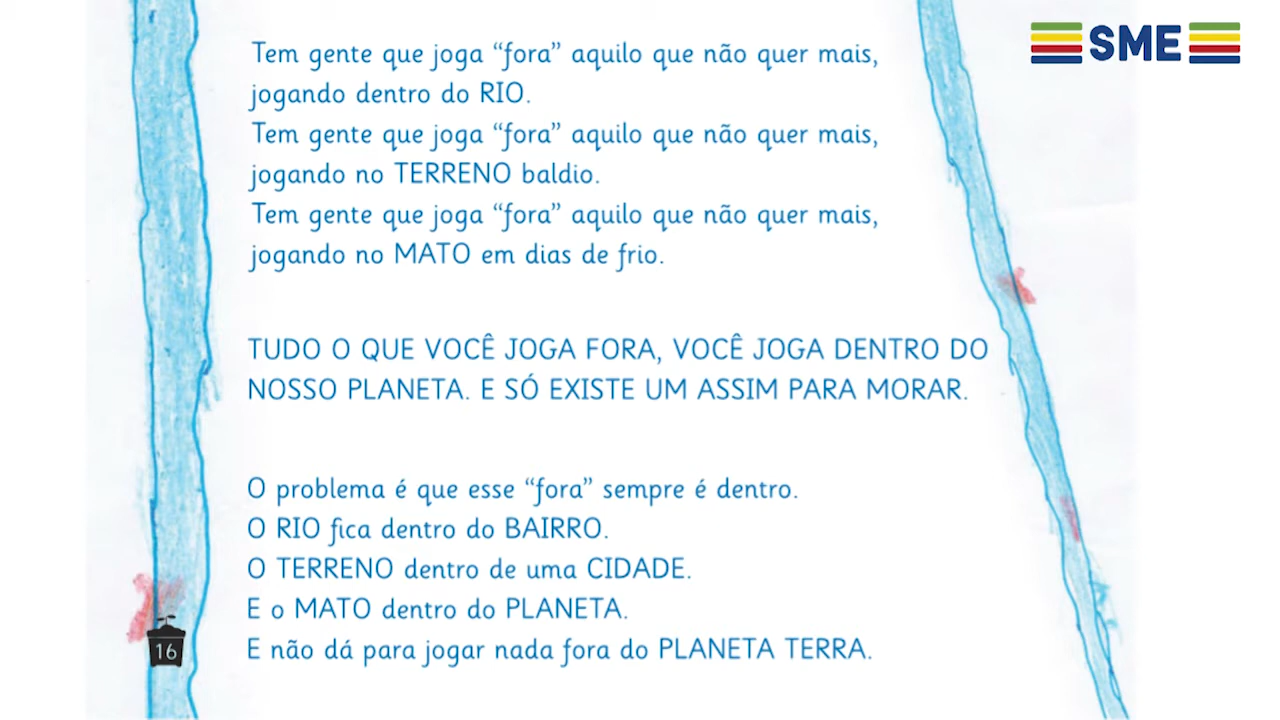 SME
Tem gente que joga “fora” aquilo que não quer mais,
jogando dentro do RIO.
Tem gente que joga “fora” aquilo que não quer mais,
jogando no TERRENO baldio.
Tem gente que joga “fora” aquilo que não quer mais,
jogando no MATO em dias de frio.
TUDO O QUE VOCÊ JOGA FORA, VOCÊ JOGA DENTRO DO
NOSSO PLANETA. E SÓ EXISTE UM ASSIM PARA MORAR.
O problema é que esse “fora” sempre é dentro.
O RIO fica dentro do BAIRRO.
O TERRENO dentro de uma CIDADE.
E o MATO dentro do PLANETA.
E não dá para jogar nada fora do PLANETA TERRA.
16